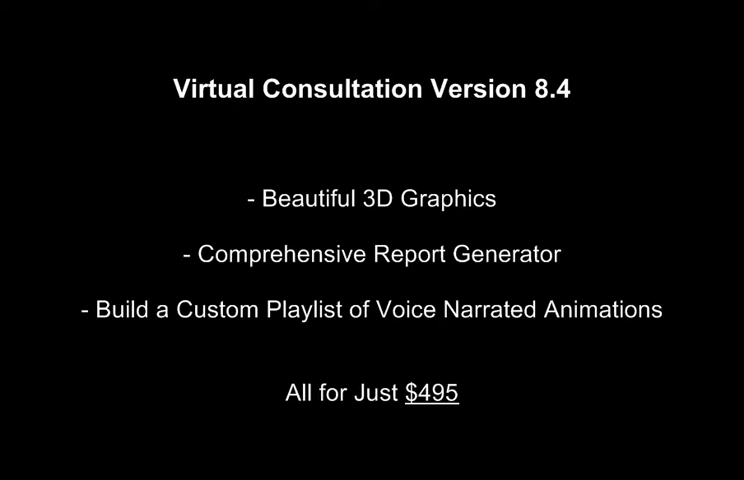 Virtual Consultation Version 8.4
- Beautiful 3D Graphics
- Comprehensive Report Generator
- Build a Custom Playlist of Voice Narrated Animations
All for Just $495